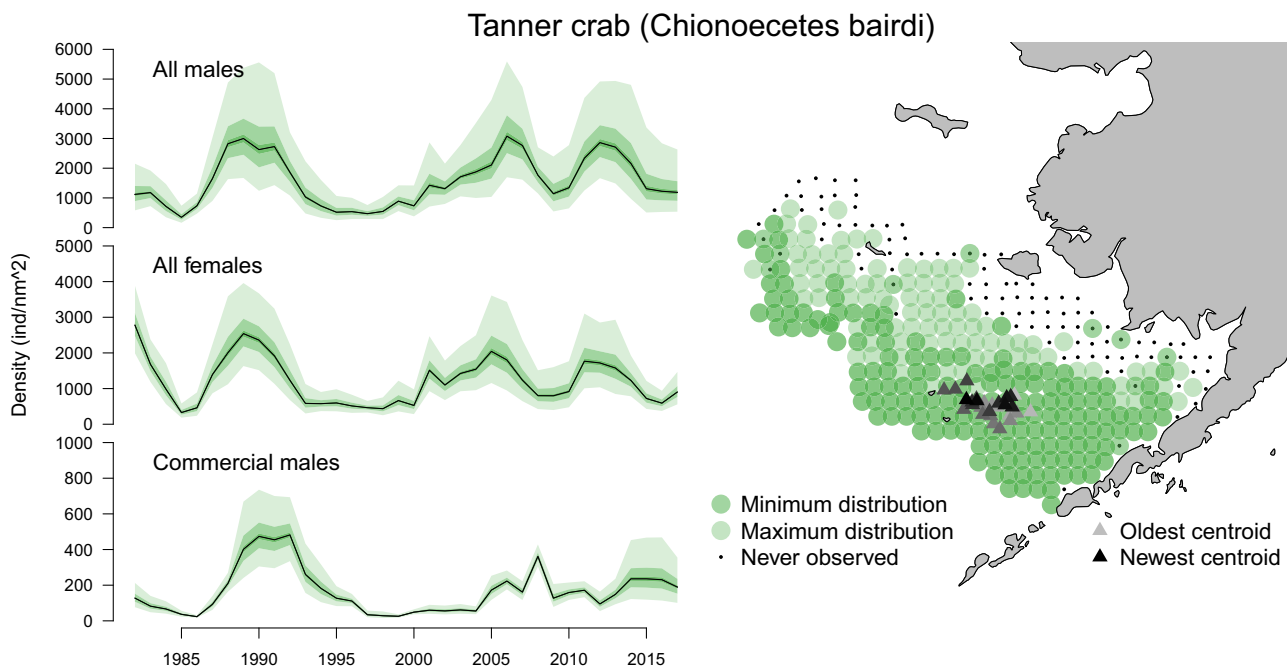 Tanner crab (Chionoecetes bairdi)
Density (ind/nm^2)
All males
6000
5000
4000
3000
2000
1000
0
All females
5000
4000
3000
2000
1000
0
Commercial males
1000
800
600
400
200
0
1985 1990 1995 2000 2005 2010 2015
Minimum distribution
Maximum distribution
Never observed
Oldest centroid
Newest centroid